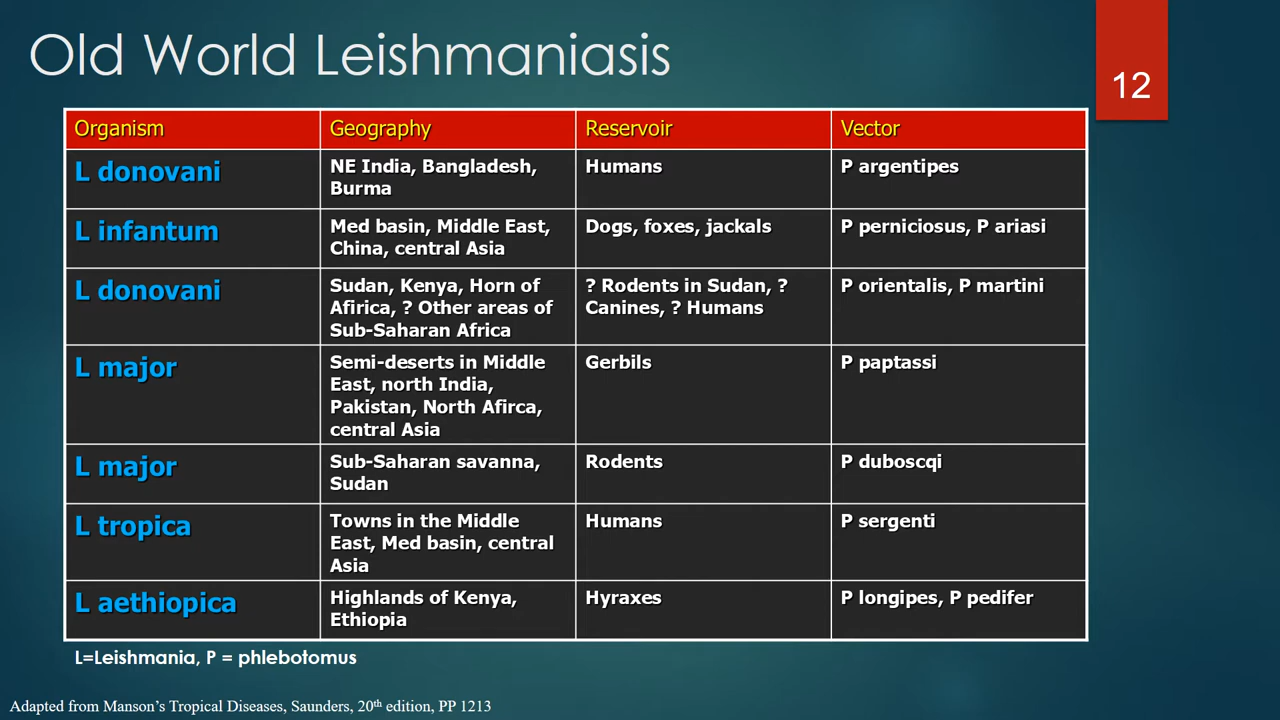 Old World Leishmaniasis
12
Organism Geography Reservoir Vector
L donovani
NE India, Bangladesh,
Burma
Humans
P argentipes
L infantum
Med basin, Middle East,
China, central Asia
Dogs, foxes, jackals
P perniciosus, P ariasi
L donovani
Sudan, Kenya, Horn of
Afirica, ? Other areas of
Sub-Saharan Africa
? Rodents in Sudan, ?
Canines, ? Humans
P orientalis, P martini
L major
Semi-deserts in Middle
East, north India,
Pakistan, North Afirca,
central Asia
Gerbils
P paptassi
L major
Sub-Saharan savanna,
Sudan
Rodents
P duboscqi
L tropica
Towns in the Middle
East, Med basin, central
Asia
Humans
P sergenti
L aethiopica
Highlands of Kenya,
Ethiopia
Hyraxes
P longipes, P pedifer
L=Leishmania, P = phlebotomus
Adapted from Manson's Tropical Diseases, Saunders, 20th edition, PP 1213